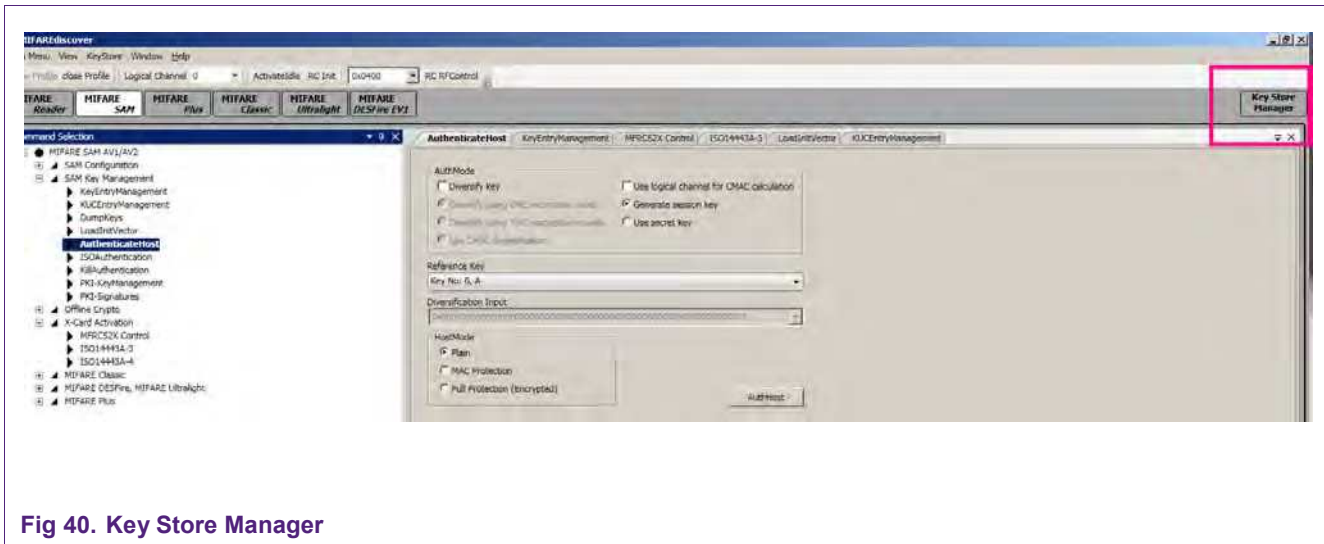 MIFAREdiscover
Menu View KeyStore Window Help
close Profile Logical Channel 0 ActivateIdle RC Init 0x0400 RC RFControl
MIFARE Reader MIFARE SAM MIFARE Plus MIFARE Classic MIFARE Ultralight MIFARE DESFire EV1 Key Store Manager
Command Selection
AuthenticateHost KeyEntryManagement MFRC52X Control ISO14443A-3 LoadInitVector KUCEntryManagement
MIFARE SAM AV1/AV2
SAM Configuration
SAM Key Management
KeyEntryManagement
KUCEntryManagement
DumpKeys
LoadInitVector
AuthenticateHost
ISOAuthentication
KillAuthentication
PKI-KeyManagement
PKI-Signatures
Offline Crypto
X-Card Activation
MFRC52X Control
ISO14443A-3
ISO14443A-4
MIFARE Classic
MIFARE DESFire, MIFARE Ultralight
MIFARE Plus
AuthMode
Diversify key Use logical channel for CMAC calculation
Generate session key
Use secret key
Reference Key
Key No: 0, A
Diversification Input
HostMode
Plain
MAC Protection
Full Protection (Encrypted)
AuthHost
Fig 40. Key Store Manager